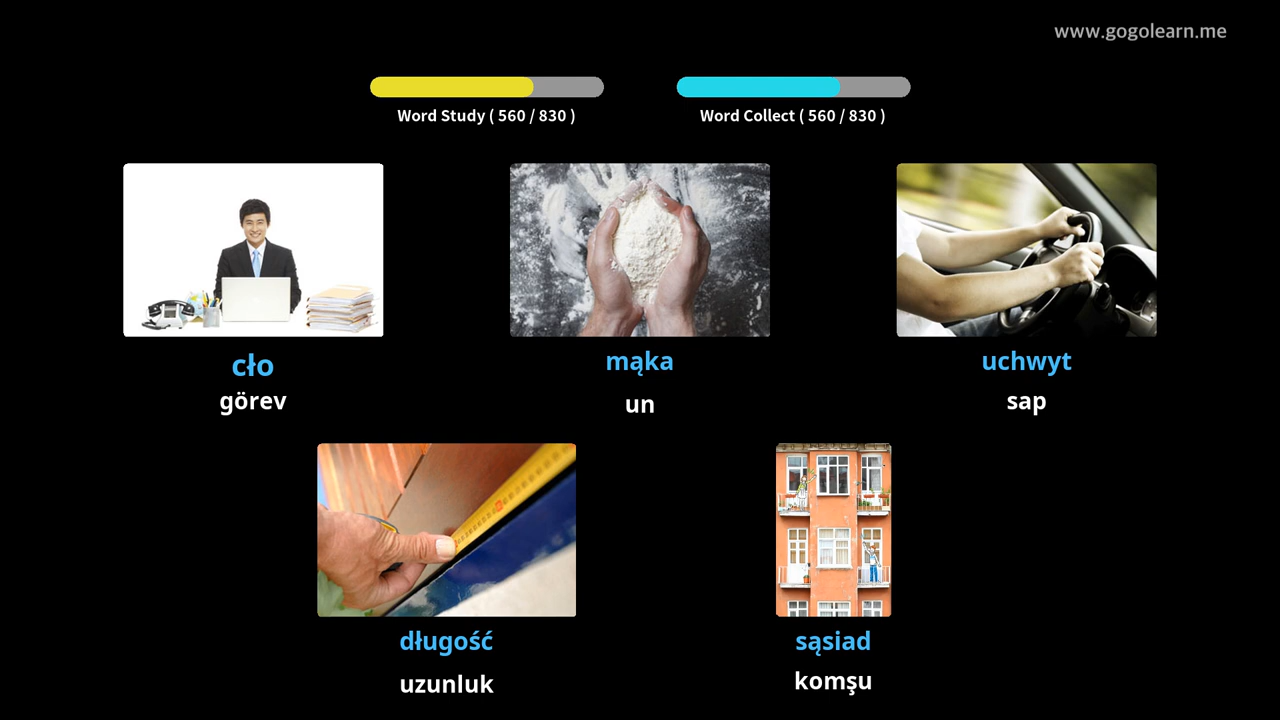 www.gogolearn.me
Word Study ( 560 / 830 )
Word Collect ( 560 / 830 )
cło
görev
mąka
un
uchwyt
sap
długość
uzunluk
sąsiad
komşu